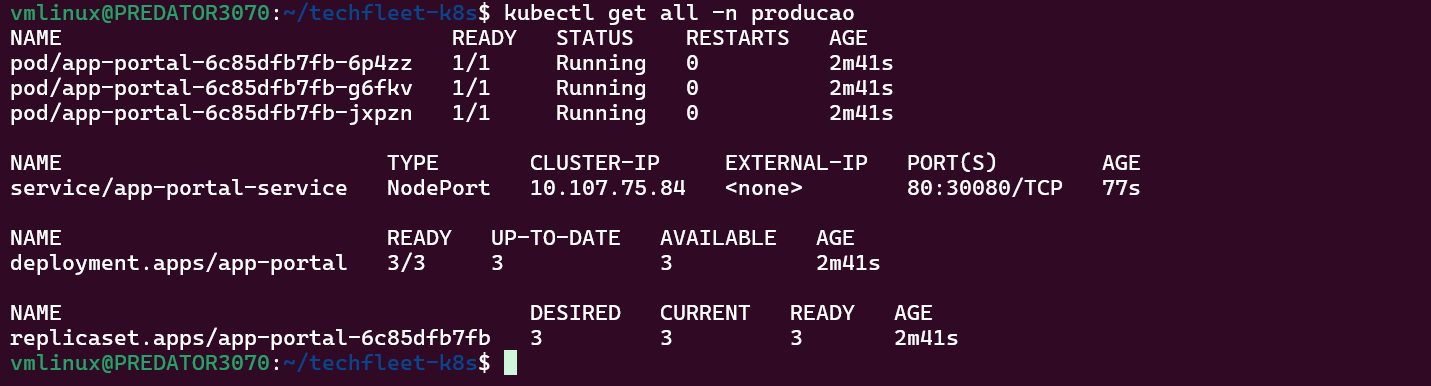 vmlinux@PREDATOR3070:~/techfleet-k8s$ kubectl get all -n producao
NAME READY STATUS RESTARTS AGE
pod/app-portal-6c85dfb7fb-6p4zz 1/1 Running 0 2m41s
pod/app-portal-6c85dfb7fb-g6fkv 1/1 Running 0 2m41s
pod/app-portal-6c85dfb7fb-jxpzn 1/1 Running 0 2m41s
NAME TYPE CLUSTER-IP EXTERNAL-IP PORT(S) AGE
service/app-portal-service NodePort 10.107.75.84 <none> 80:30080/TCP 77s
NAME READY UP-TO-DATE AVAILABLE AGE
deployment.apps/app-portal 3/3 3 3 2m41s
NAME DESIRED CURRENT READY AGE
replicaset.apps/app-portal-6c85dfb7fb 3 3 3 2m41s
vmlinux@PREDATOR3070:~/techfleet-k8s$